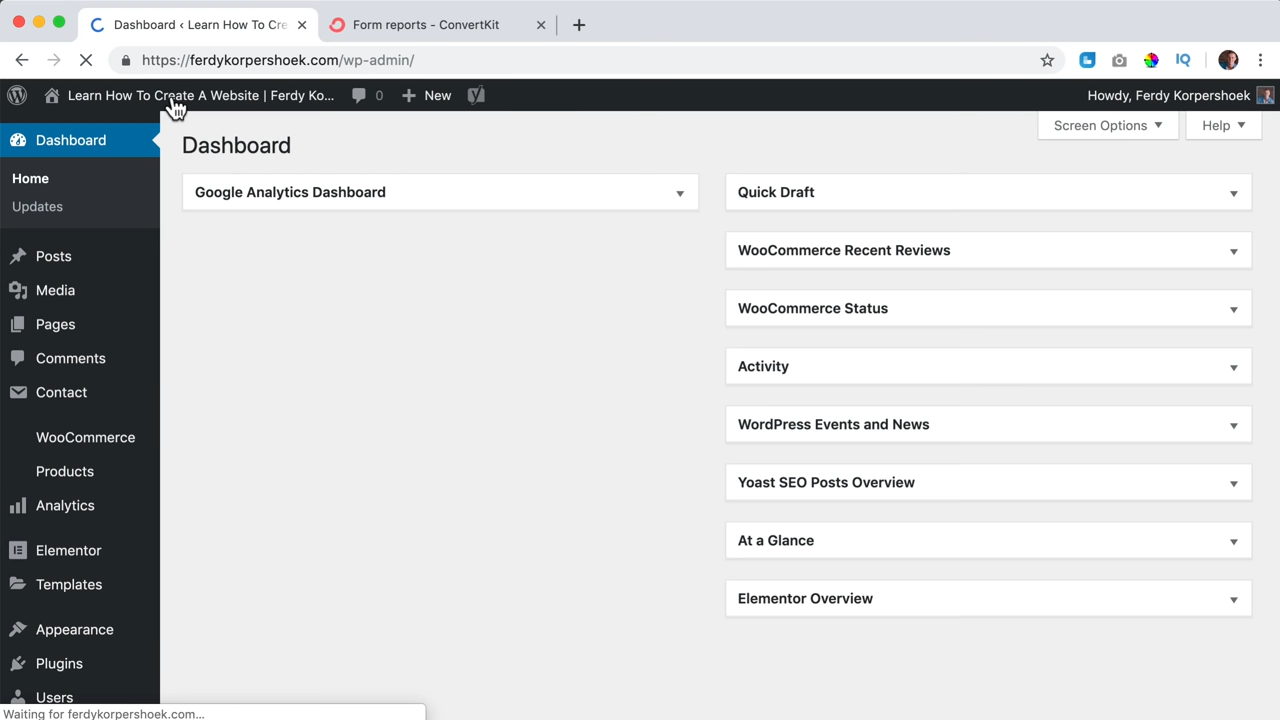 Dashboard ‹ Learn How To Cre
Form reports - ConvertKit
https://ferdykorpershoek.com/wp-admin/
IQ
Learn How To Create A Website | Ferdy Ko...
0
New
Howdy, Ferdy Korpershoek
Dashboard
Home
Updates
Posts
Media
Pages
Comments
Contact
WooCommerce
Products
Analytics
Elementor
Templates
Appearance
Plugins
Users
Dashboard
Screen Options
Help
Google Analytics Dashboard
Quick Draft
WooCommerce Recent Reviews
WooCommerce Status
Activity
WordPress Events and News
Yoast SEO Posts Overview
At a Glance
Elementor Overview
Waiting for ferdykorpershoek.com...